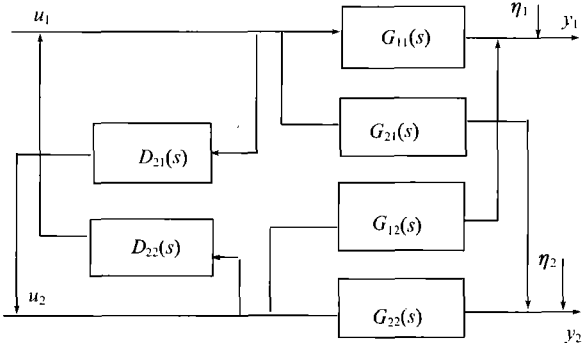 u₁
G₁₁(s)
η₁
y₁
G₂₁(s)
D₂₁(s)
G₁₂(s)
D₂₂(s)
η₂
u₂
G₂₂(s)
y₂